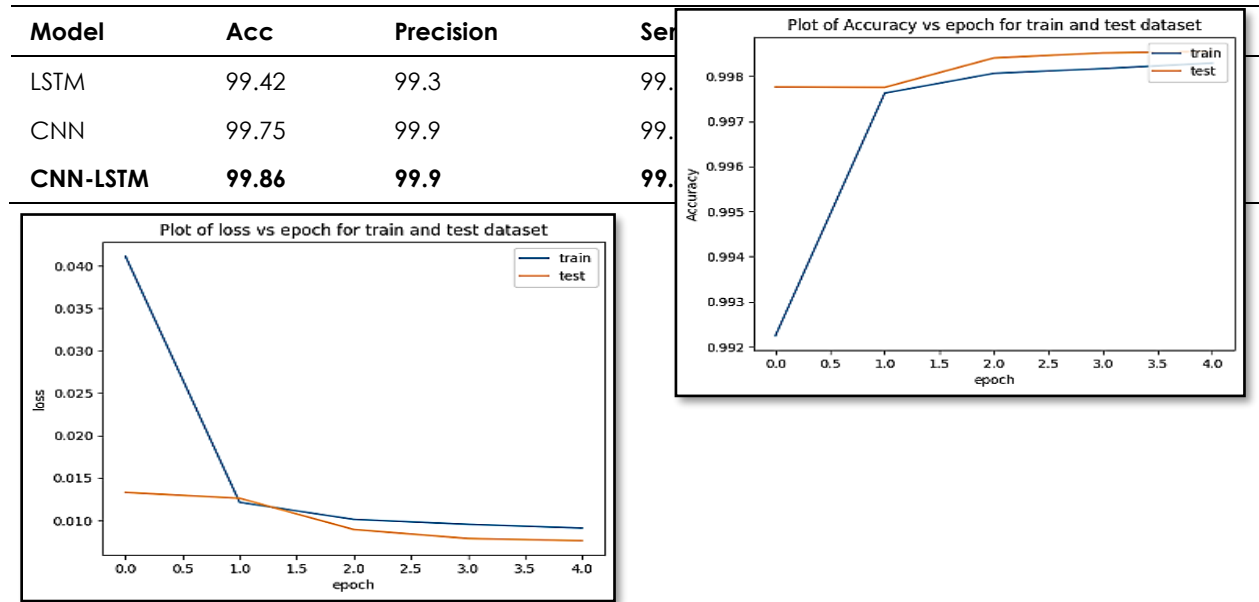 Model Acc Precision
LSTM 99.42 99.3 99.
CNN 99.75 99.9 99.
CNN-LSTM 99.86 99.9 99.
Plot of Accuracy vs epoch for train and test dataset
train
test
0.998
0.997
0.996
0.995
0.994
0.993
0.992
Accuracy
0.0 0.5 1.0 1.5 2.0 2.5 3.0 3.5 4.0
epoch
Plot of loss vs epoch for train and test dataset
train
test
0.040
0.035
0.030
0.025
0.020
0.015
0.010
loss
0.0 0.5 1.0 1.5 2.0 2.5 3.0 3.5 4.0
epoch